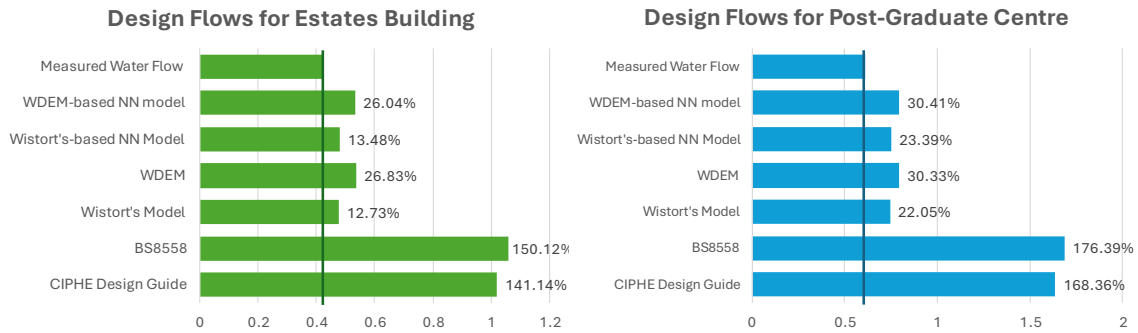 Design Flows for Estates Building
Measured Water Flow
WDEM-based NN model
26.04%
Wistort's-based NN Model
13.48%
WDEM
26.83%
Wistort's Model
12.73%
BS8558
150.12%
CIPHE Design Guide
141.14%
0 0.2 0.4 0.6 0.8 1 1.2
Design Flows for Post-Graduate Centre
Measured Water Flow
WDEM-based NN model
30.41%
Wistort's-based NN Model
23.39%
WDEM
30.33%
Wistort's Model
22.05%
BS8558
176.39%
CIPHE Design Guide
168.36%
0 0.5 1 1.5 2